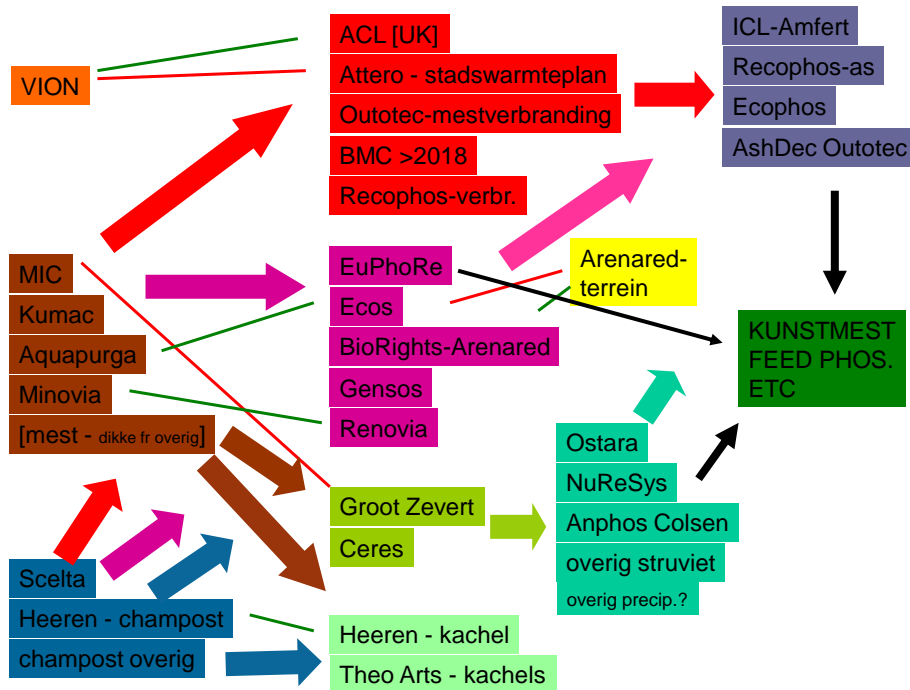 VION
ACL [UK]
Attero - stadswarmteplan
Outotec-mestverbranding
BMC >2018
Recophos-verbr.
ICL-Amfert
Recophos-as
Ecophos
AshDec Outotec
MIC
Kumac
Aquapurga
Minovia
[mest - dikke fr overig]
EuPhoRe
Ecos
BioRights-Arenared
Gensos
Renovia
Arenared-
terrein
KUNSTMEST
FEED PHOS.
ETC
Groot Zevert
Ceres
Ostara
NuReSys
Anphos Colsen
overig struviet
overig precip.?
Scelta
Heeren - champost
champost overig
Heeren - kachel
Theo Arts - kachels